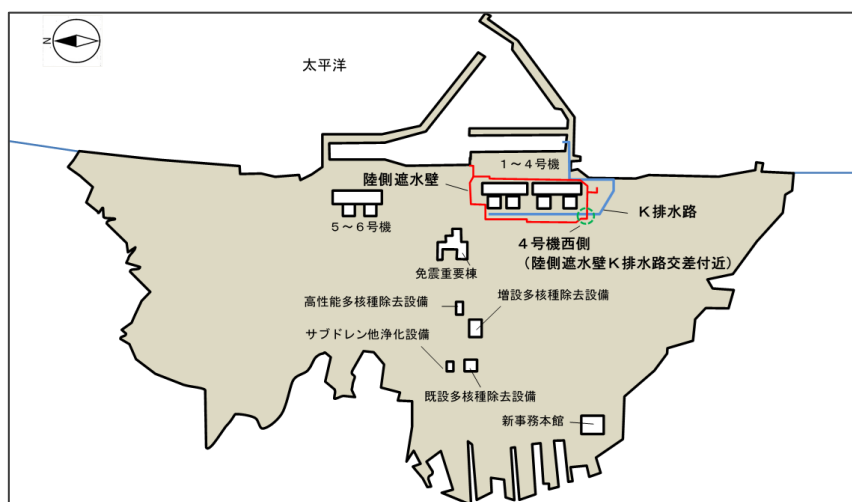 N
太平洋
1～4号機
陸側遮水壁
K排水路
5～6号機
4号機西側
（陸側遮水壁K排水路交差付近）
免震重要棟
高性能多核種除去設備
増設多核種除去設備
サブドレン他浄化設備
既設多核種除去設備
新事務本館